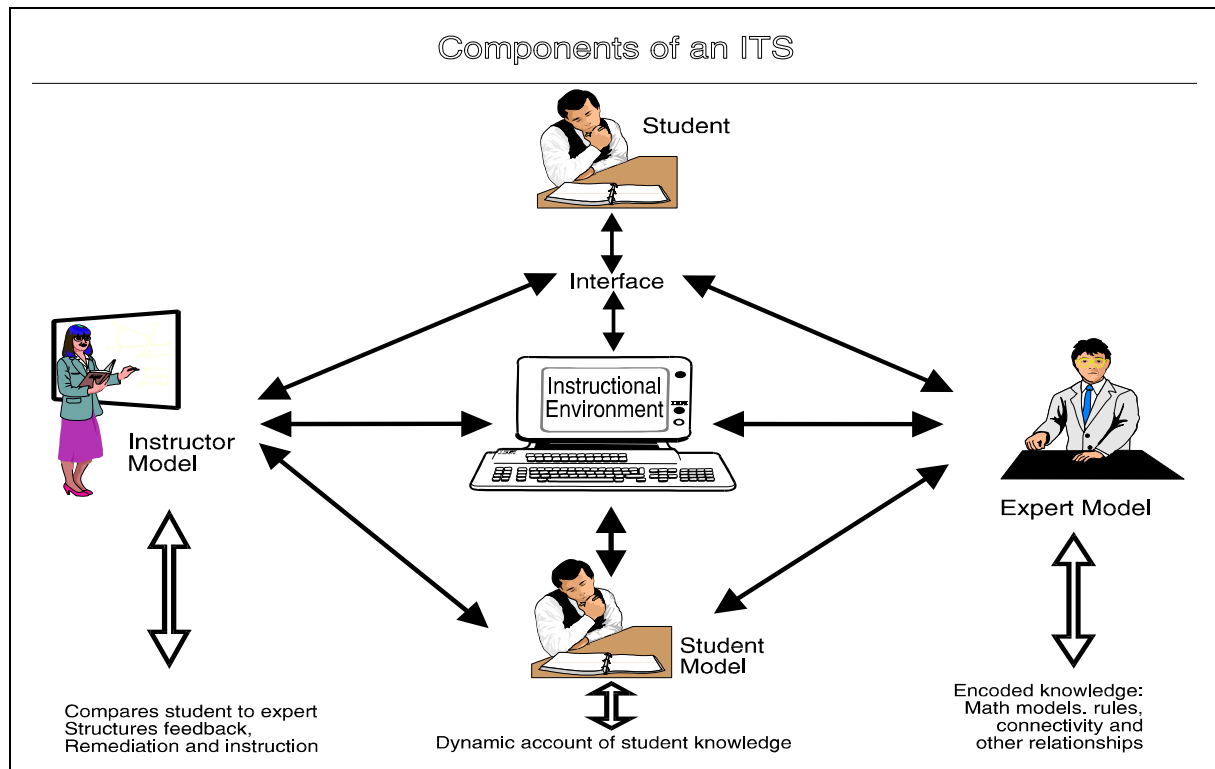 Components of an ITS
Student
Interface
Instructional
Environment
Instructor
Model
Expert Model
Student
Model
Compares student to expert
Structures feedback,
Remediation and instruction
Dynamic account of student knowledge
Encoded knowledge:
Math models. rules,
connectivity and
other relationships